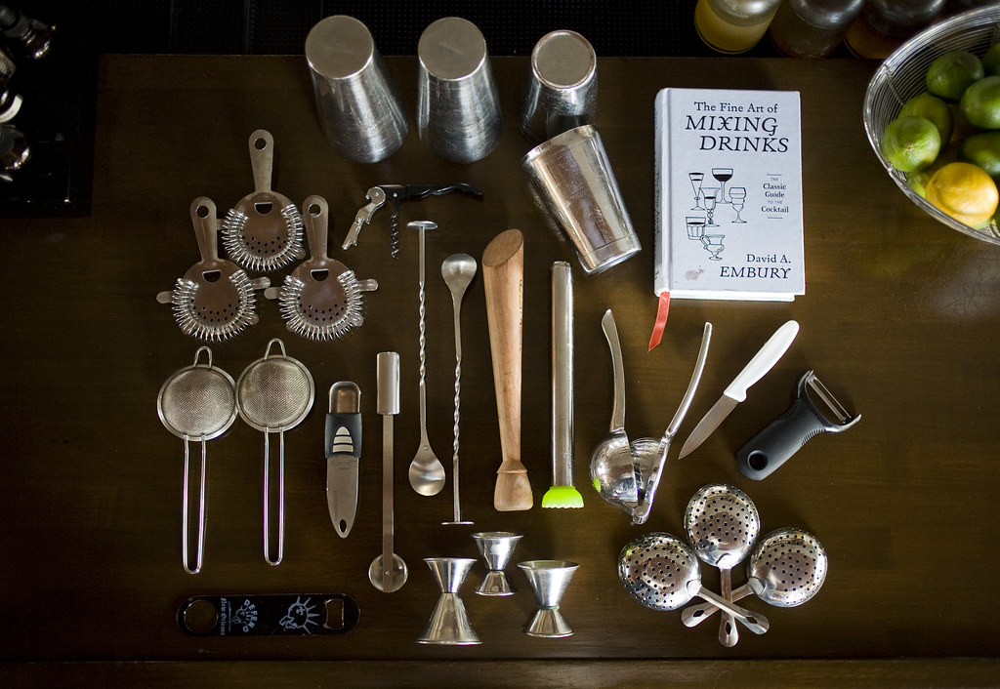 The Fine Art of
MIXING
DRINKS
THE
Classic
Guide
TO THE
Cocktail
David A.
EMBURY